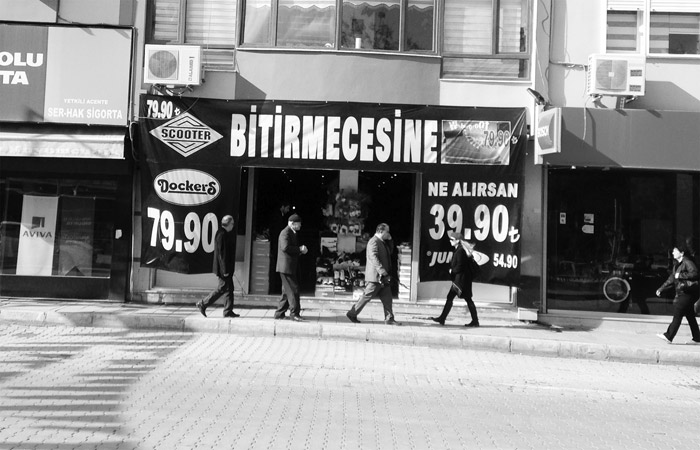 OLU
TA
YETKİLİ ACENTE
SER-HAK SİGORTA
AVIVA
79.90₺
SCOOTER
BİTİRMECESİNE
79.90₺
DockerS
79.90₺
NE ALIRSAN
39.90₺
54.90